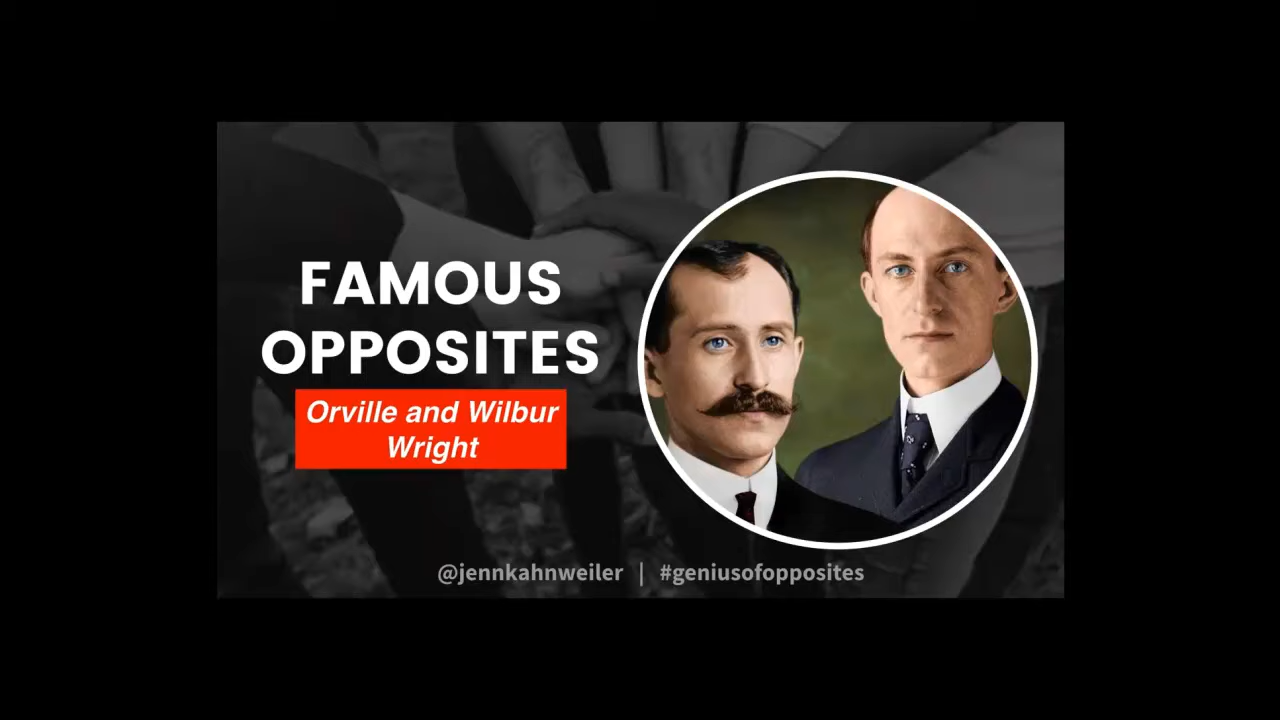 FAMOUS
OPPOSITES
Orville and Wilbur
Wright
@jennkahnweiler | #geniusofopposites